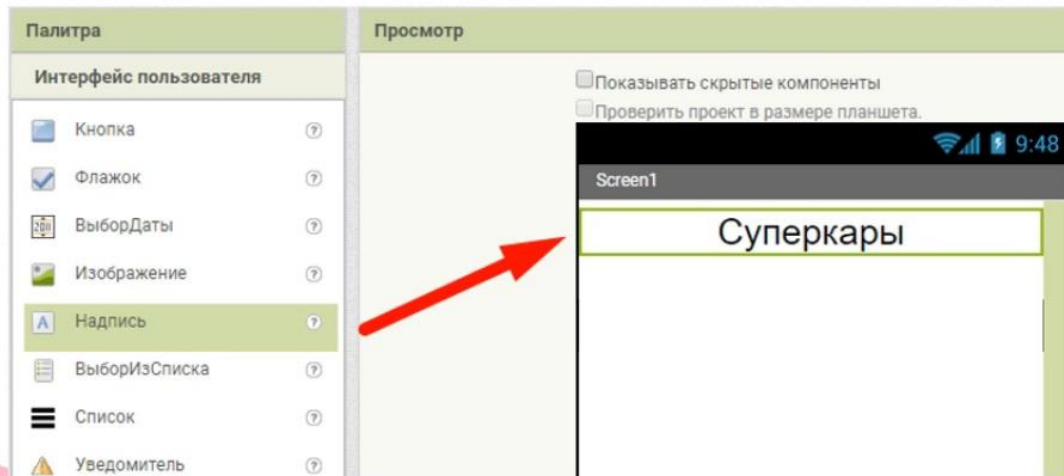 Палитра
Интерфейс пользователя
Кнопка ?
Флажок ?
ВыборДаты ?
Изображение ?
A Надпись ?
ВыборИзСписка ?
Список ?
Уведомитель ?
Просмотр
Показывать скрытые компоненты
Проверить проект в размере планшета.
9:48
Screen1
Суперкары